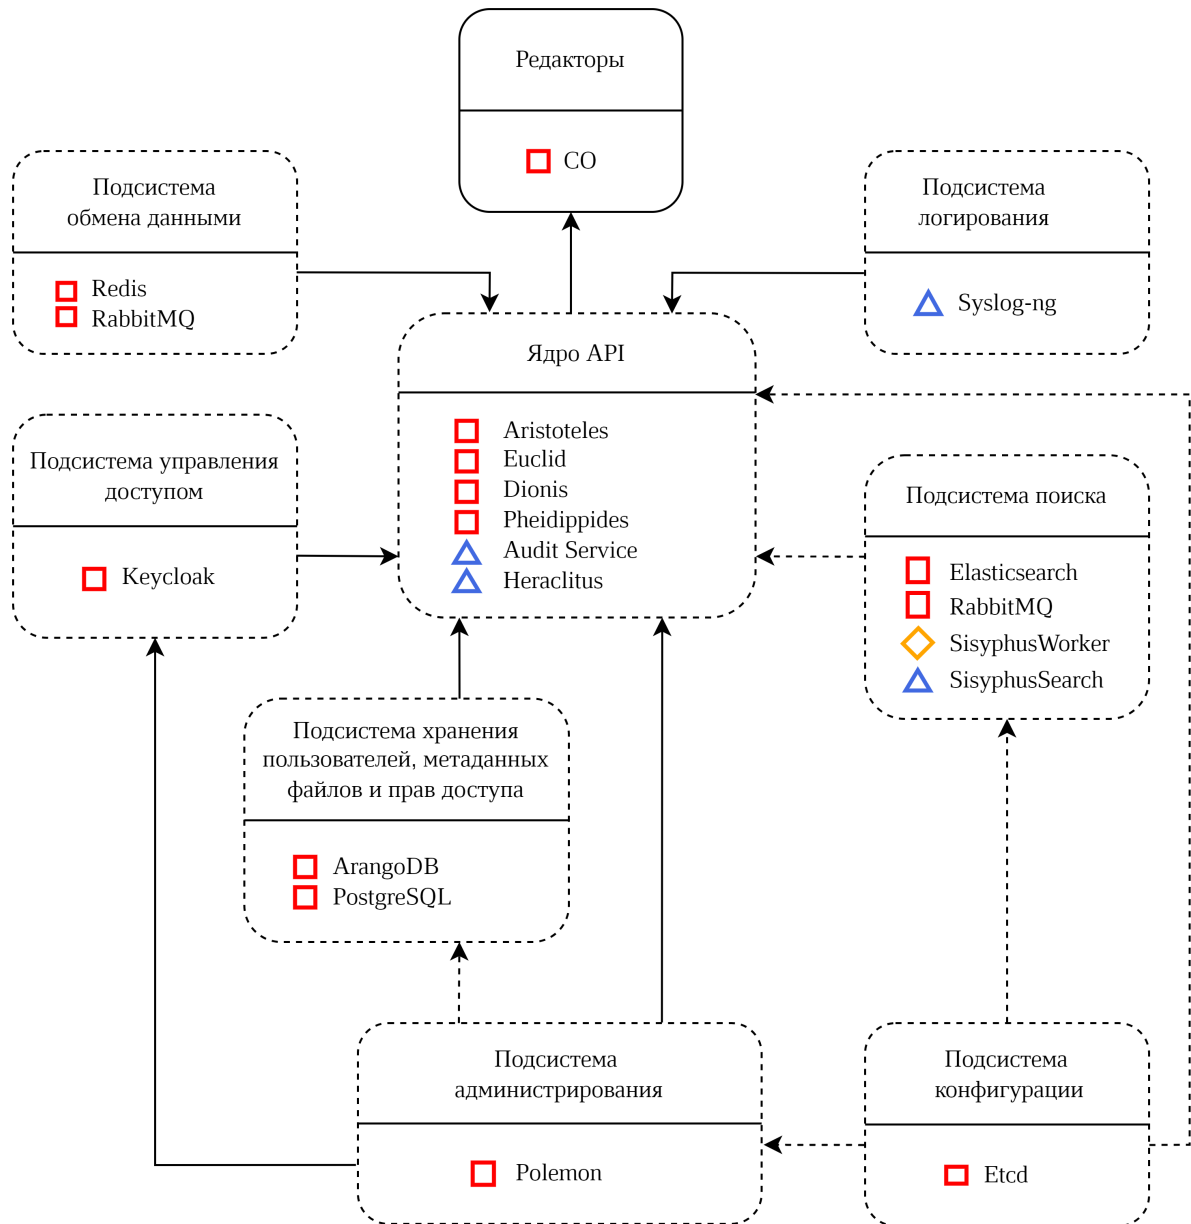 Редакторы
CO
Подсистема
обмена данными
Redis
RabbitMQ
Подсистема
логирования
Syslog-ng
Ядро API
Aristoteles
Euclid
Dionis
Pheidippides
Audit Service
Heraclitus
Подсистема управления
доступом
Keycloak
Подсистема поиска
Elasticsearch
RabbitMQ
SisyphusWorker
SisyphusSearch
Подсистема хранения
пользователей, метаданных
файлов и прав доступа
ArangoDB
PostgreSQL
Подсистема
администрирования
Polemon
Подсистема
конфигурации
Etcd